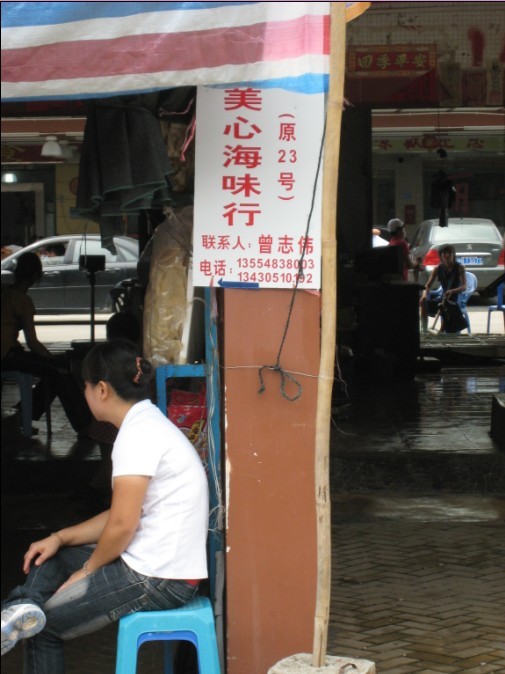 美心海味行
（原23号）
联系人：曾志伟
电话：13554838003
13430510392
四季平安